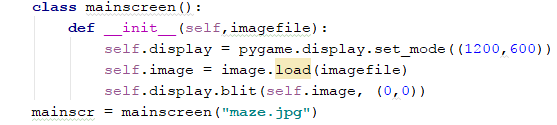 class mainscreen():
    def __init__(self,imagefile):
        self.display = pygame.display.set_mode((1200,600))
        self.image = image.load(imagefile)
        self.display.blit(self.image, (0,0))
mainscr = mainscreen("maze.jpg")